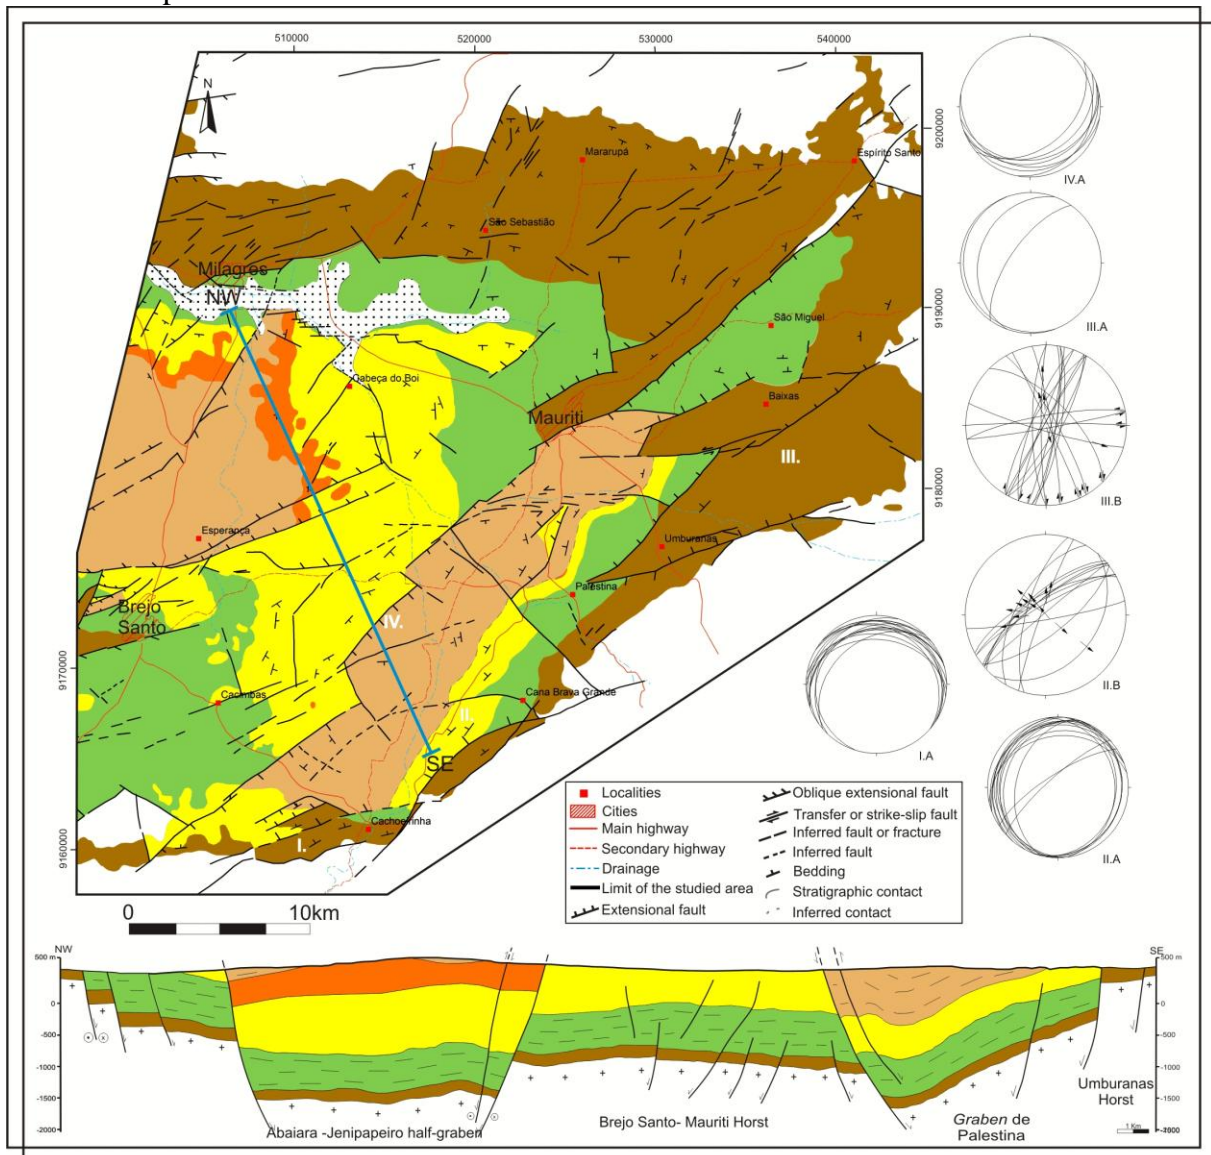 510000
520000
530000
540000
N
9200000
9190000
9180000
9170000
9160000
Mararupá
Espírito Santo
São Sebastião
Milagres
NW
São Miguel
Cabeça do Boi
Mauriti
Baixas
III.
Esperança
Umburanas
Palestina
Brejo
Santo
IV.
Cacimbas
Cana Brava Grande
II.
SE
Cachoeirinha
I.
IV.A
III.A
III.B
II.B
I.A
II.A
0 10km
Localities
Cities
Main highway
Secondary highway
Drainage
Limit of the studied area
Extensional fault
Oblique extensional fault
Transfer or strike-slip fault
Inferred fault or fracture
Inferred fault
Bedding
Stratigraphic contact
Inferred contact
NW
SE
500 m
0
-500
-1000
-1500
-2000
500 m
0
-500
-1000
-1500
1 Km
Abaiara -Jenipapeiro half-graben
Brejo Santo- Mauriti Horst
Graben de
Palestina
Umburanas
Horst